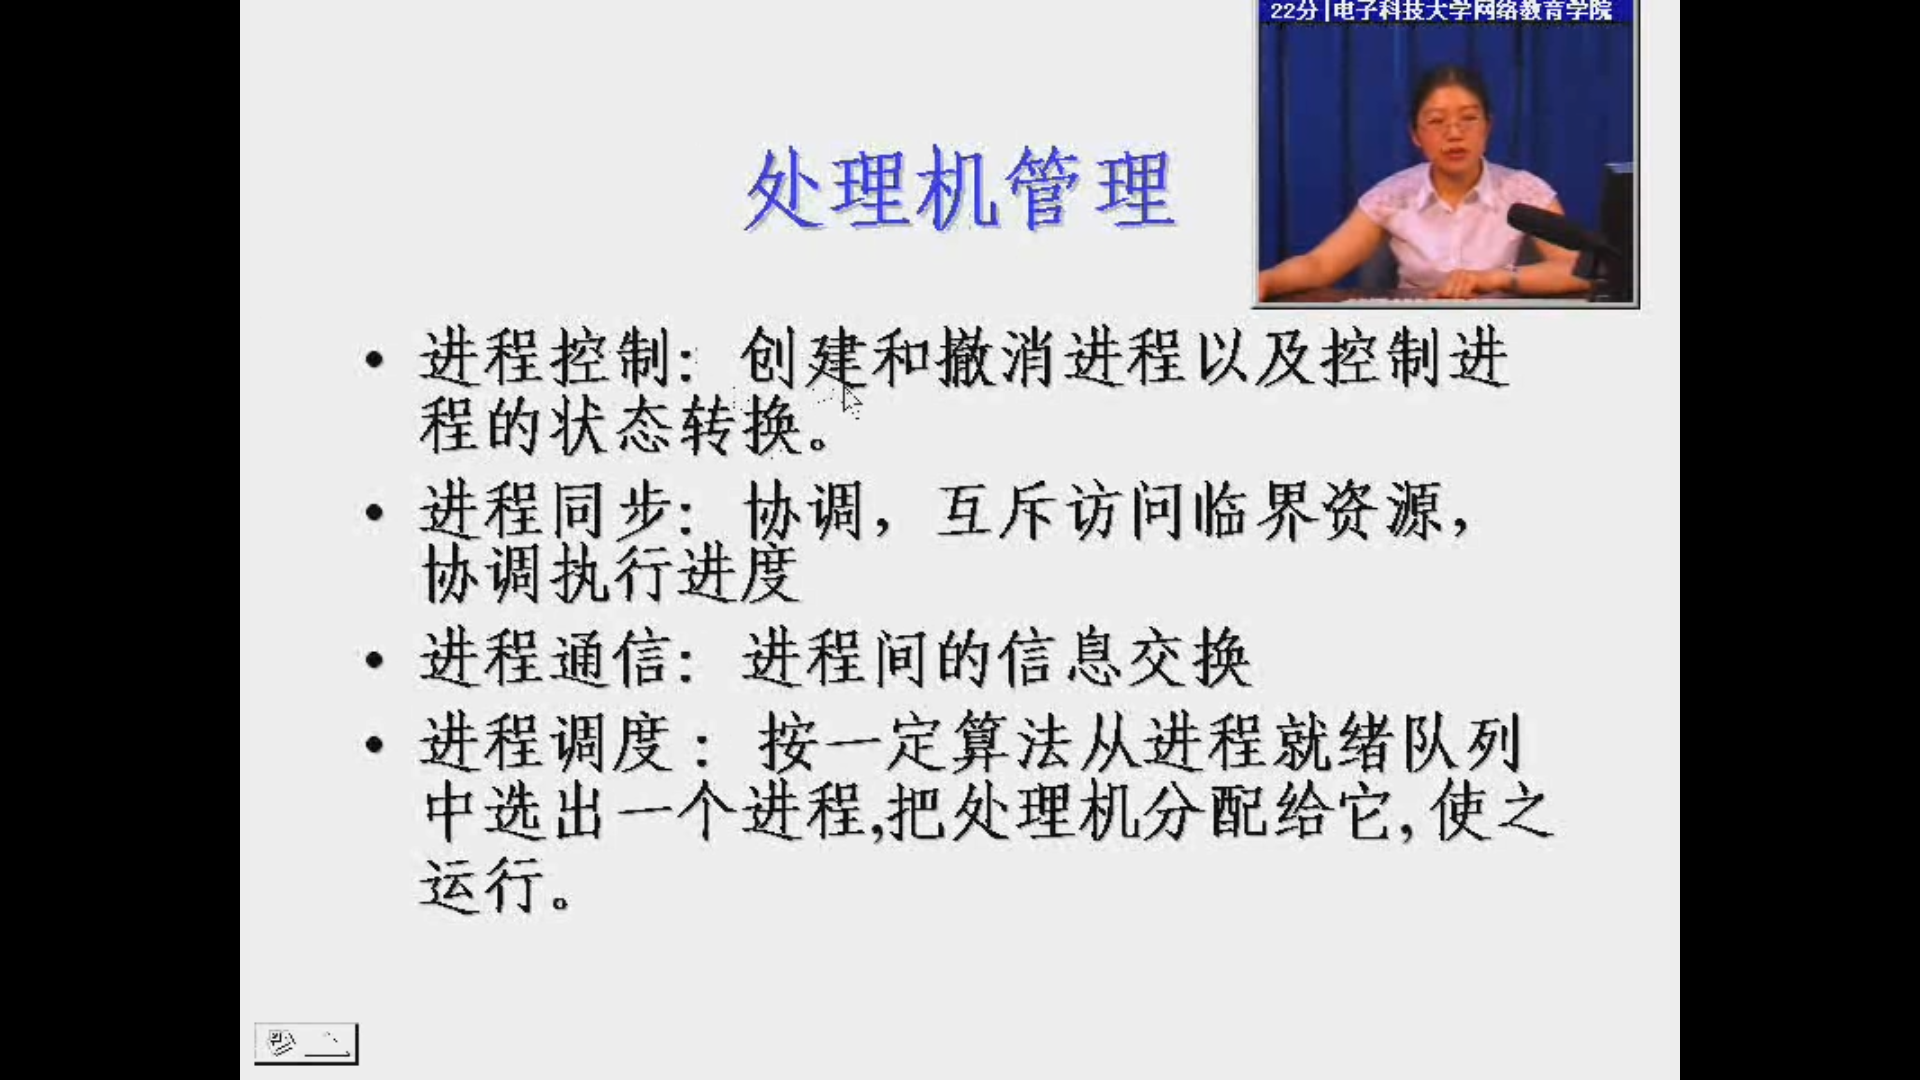 22分|电子科技大学网络教育学院
处理机管理
• 进程控制：创建和撤消进程以及控制进
程的状态转换。
• 进程同步：协调，互斥访问临界资源，
协调执行进度
• 进程通信：进程间的信息交换
• 进程调度：按一定算法从进程就绪队列
中选出一个进程,把处理机分配给它,使之
运行。